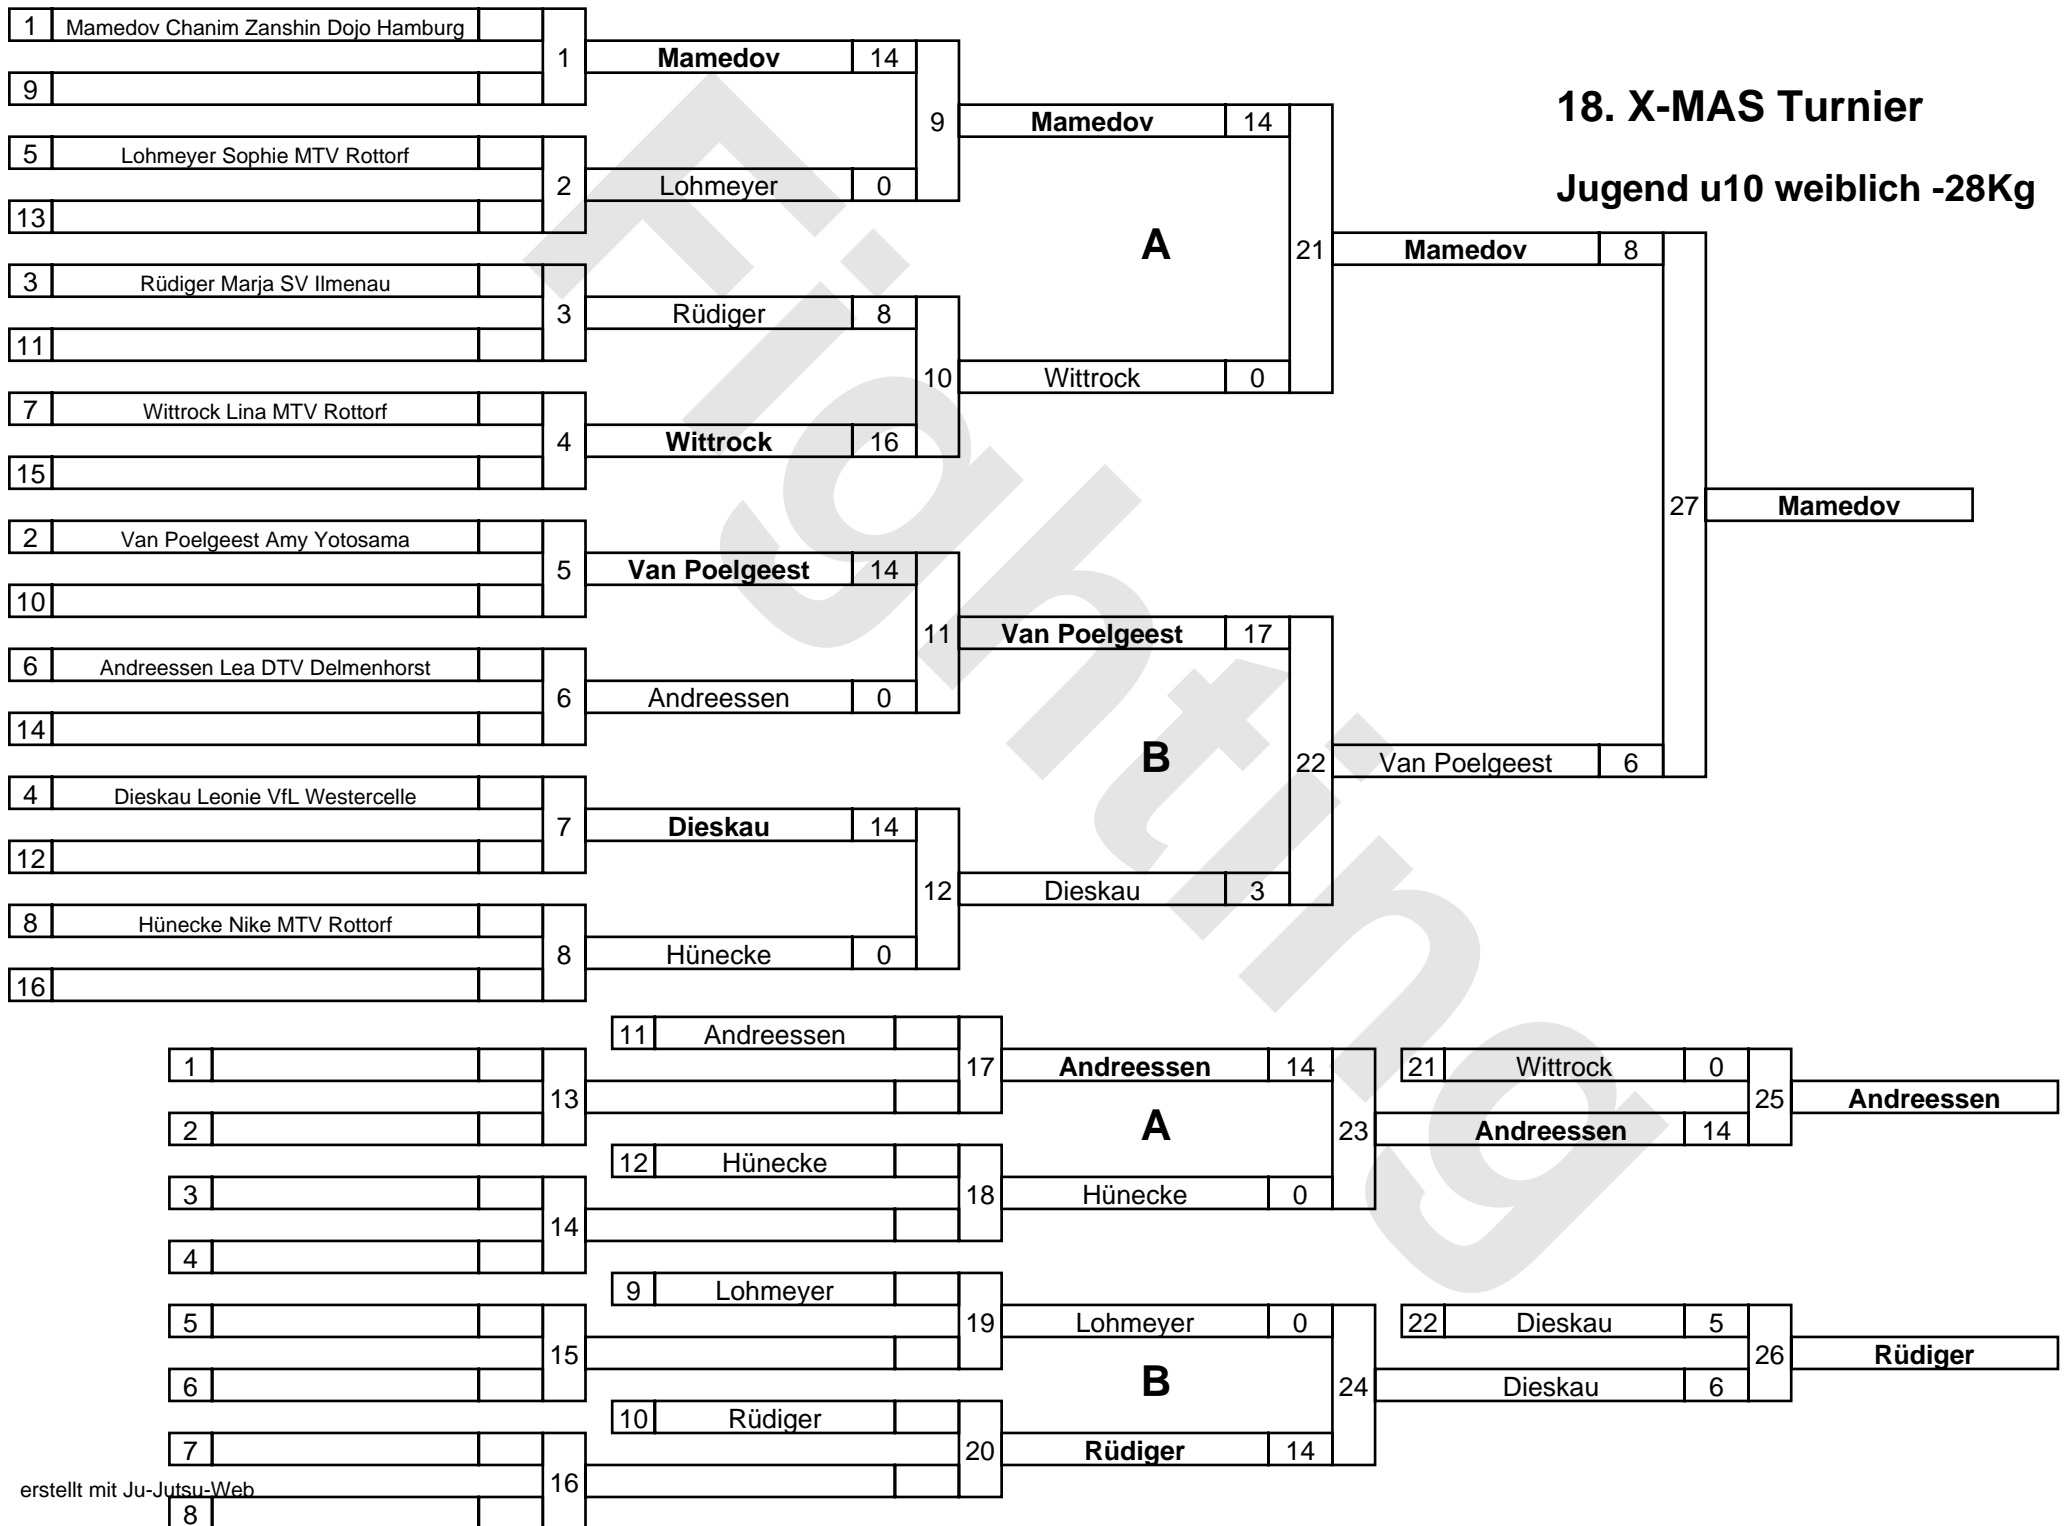 18. X-MAS Turnier
Jugend u10 weiblich -28Kg
Fighting
1 Mamedov Chanim Zanshin Dojo Hamburg
1
Mamedov 14
9
9
Mamedov 14
5 Lohmeyer Sophie MTV Rottorf
2
Lohmeyer 0
13
A
21
Mamedov 8
3 Rüdiger Marja SV Ilmenau
3
Rüdiger 8
11
10
Wittrock 0
7 Wittrock Lina MTV Rottorf
4
Wittrock 16
15
27
Mamedov
2 Van Poelgeest Amy Yotosama
5
Van Poelgeest 14
10
11
Van Poelgeest 17
6 Andreessen Lea DTV Delmenhorst
6
Andreessen 0
14
B
22
Van Poelgeest 6
4 Dieskau Leonie VfL Westercelle
7
Dieskau 14
12
12
Dieskau 3
8 Hünecke Nike MTV Rottorf
8
Hünecke 0
16
11 Andreessen
17
Andreessen 14
21 Wittrock 0
1
13
25
Andreessen
2
A
23
Andreessen 14
12 Hünecke
18
Hünecke 0
3
14
4
9 Lohmeyer
19
Lohmeyer 0
22 Dieskau 5
5
15
26
Rüdiger
6
B
24
Dieskau 6
10 Rüdiger
20
Rüdiger 14
7
16
erstellt mit Ju-Jutsu-Web
8